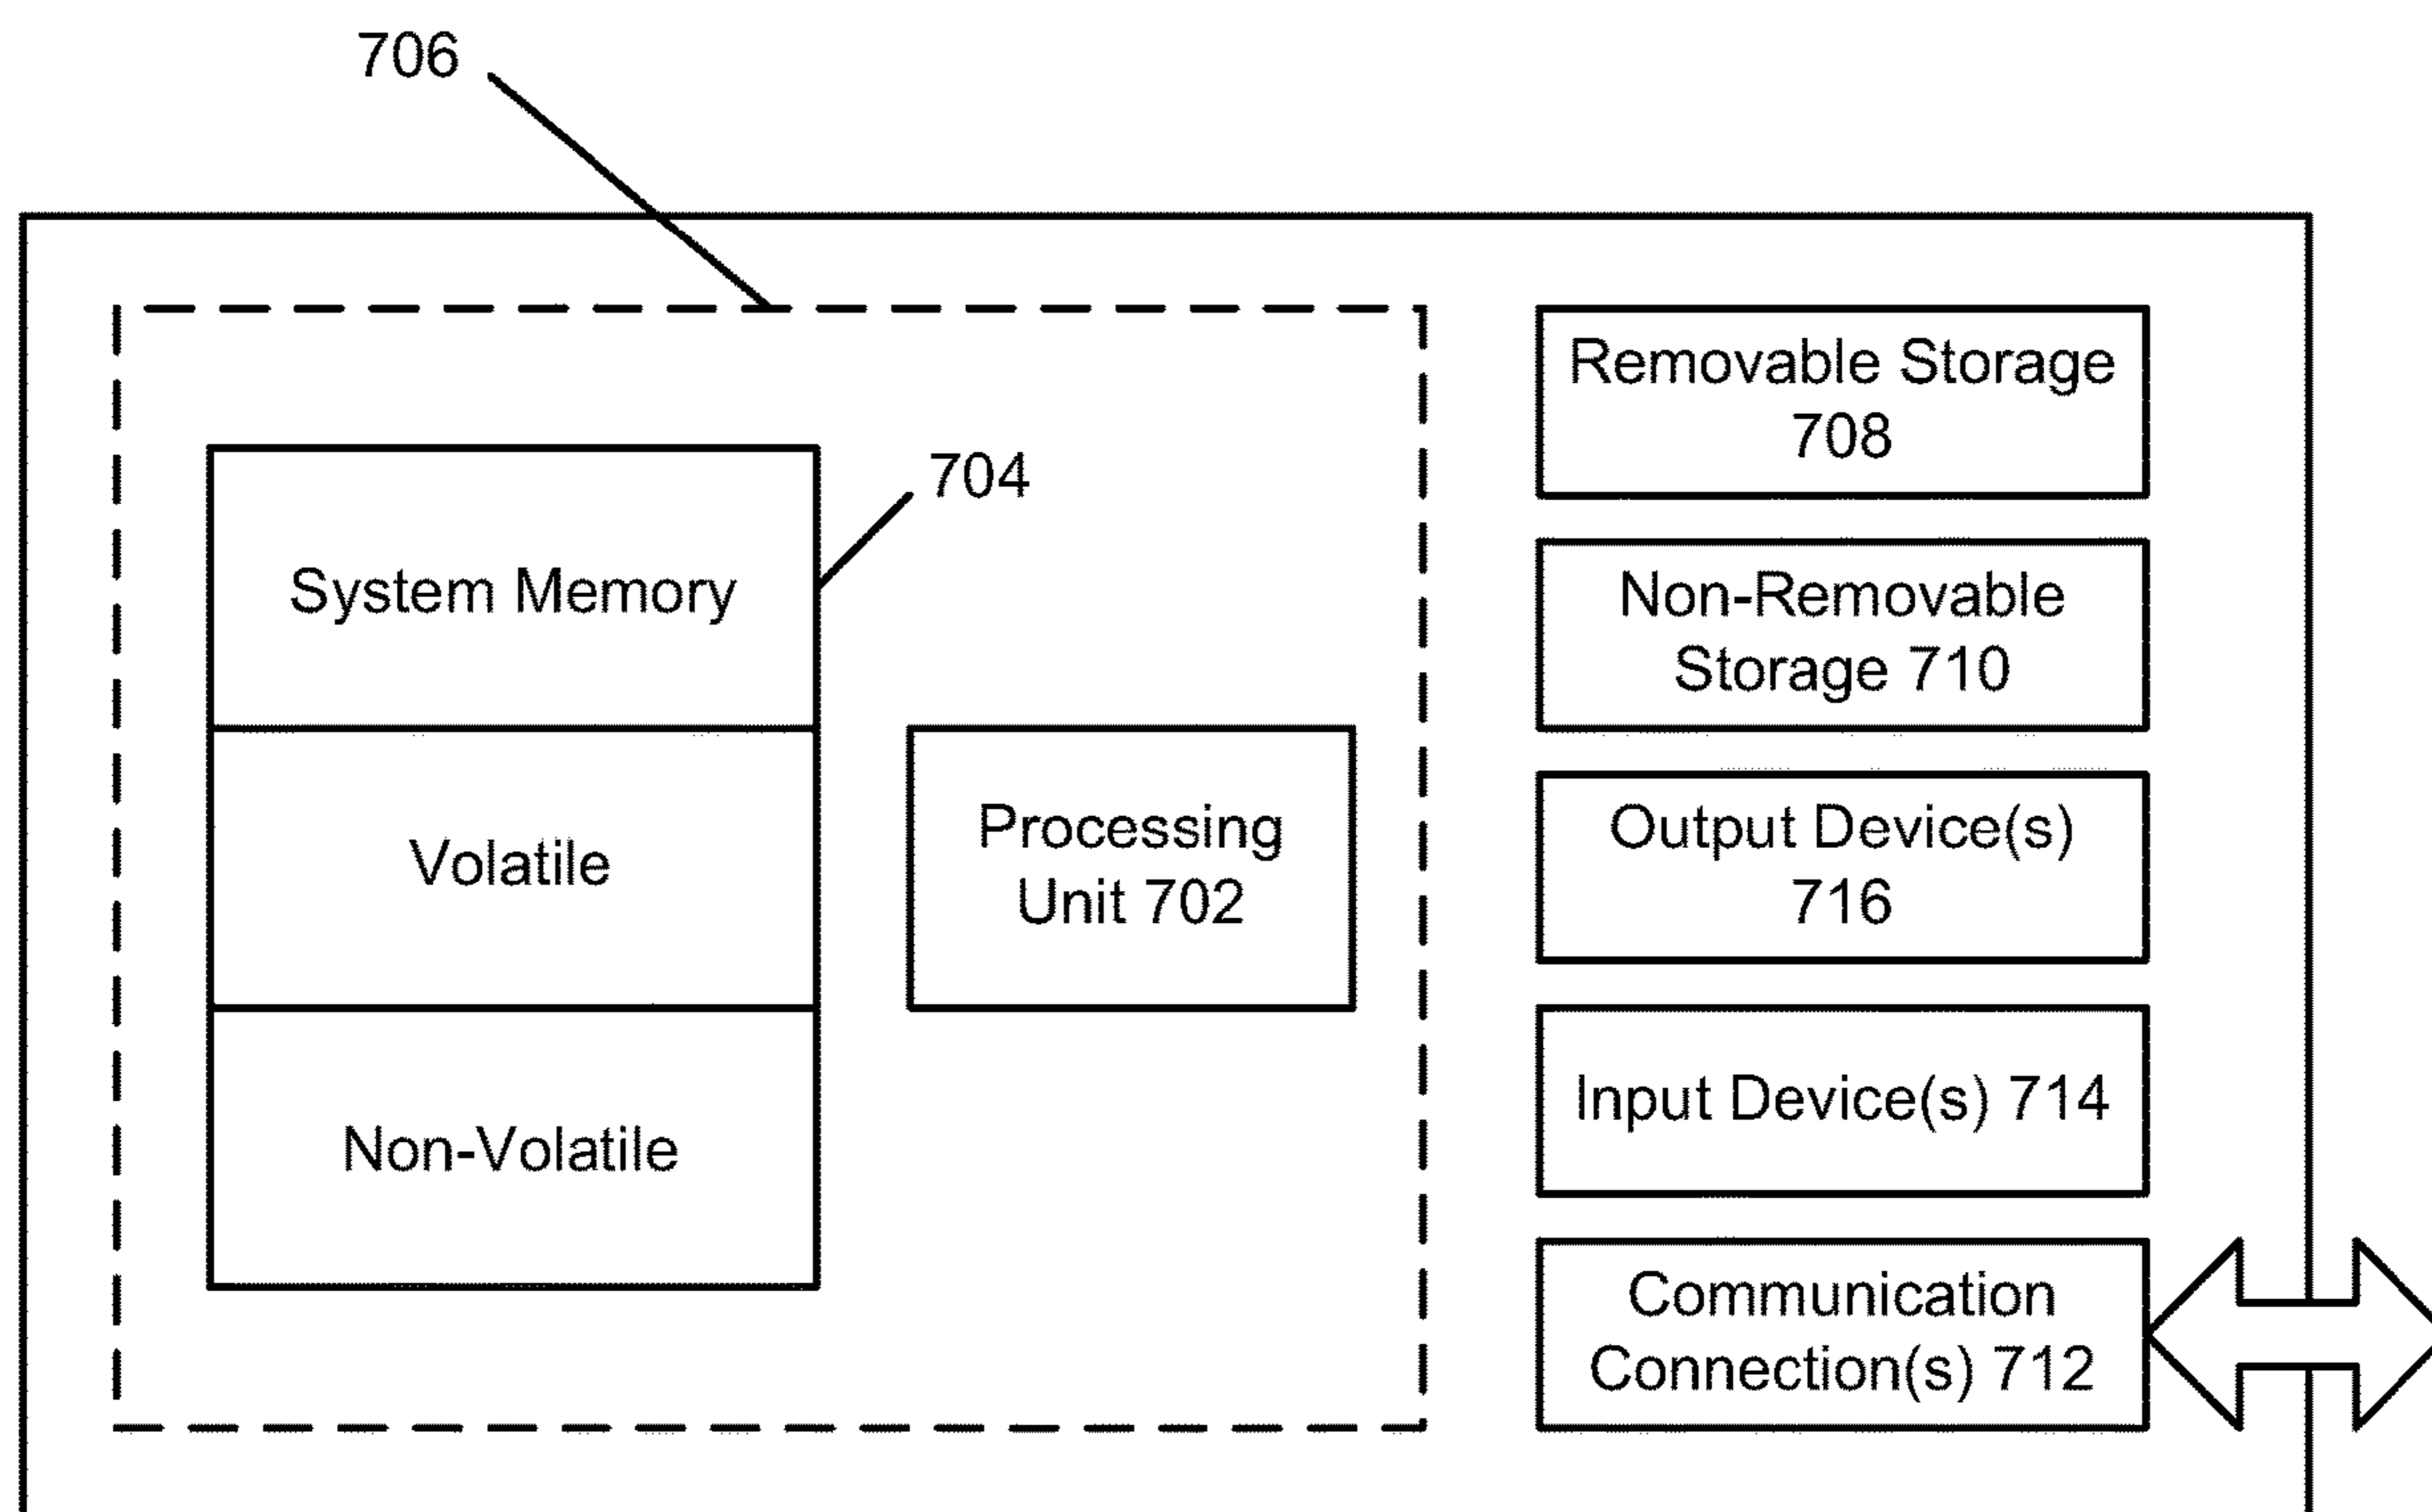 706
704
System Memory
Volatile
Non-Volatile
Processing
Unit 702
Removable Storage
708
Non-Removable
Storage 710
Output Device(s)
716
Input Device(s) 714
Communication
Connection(s) 712